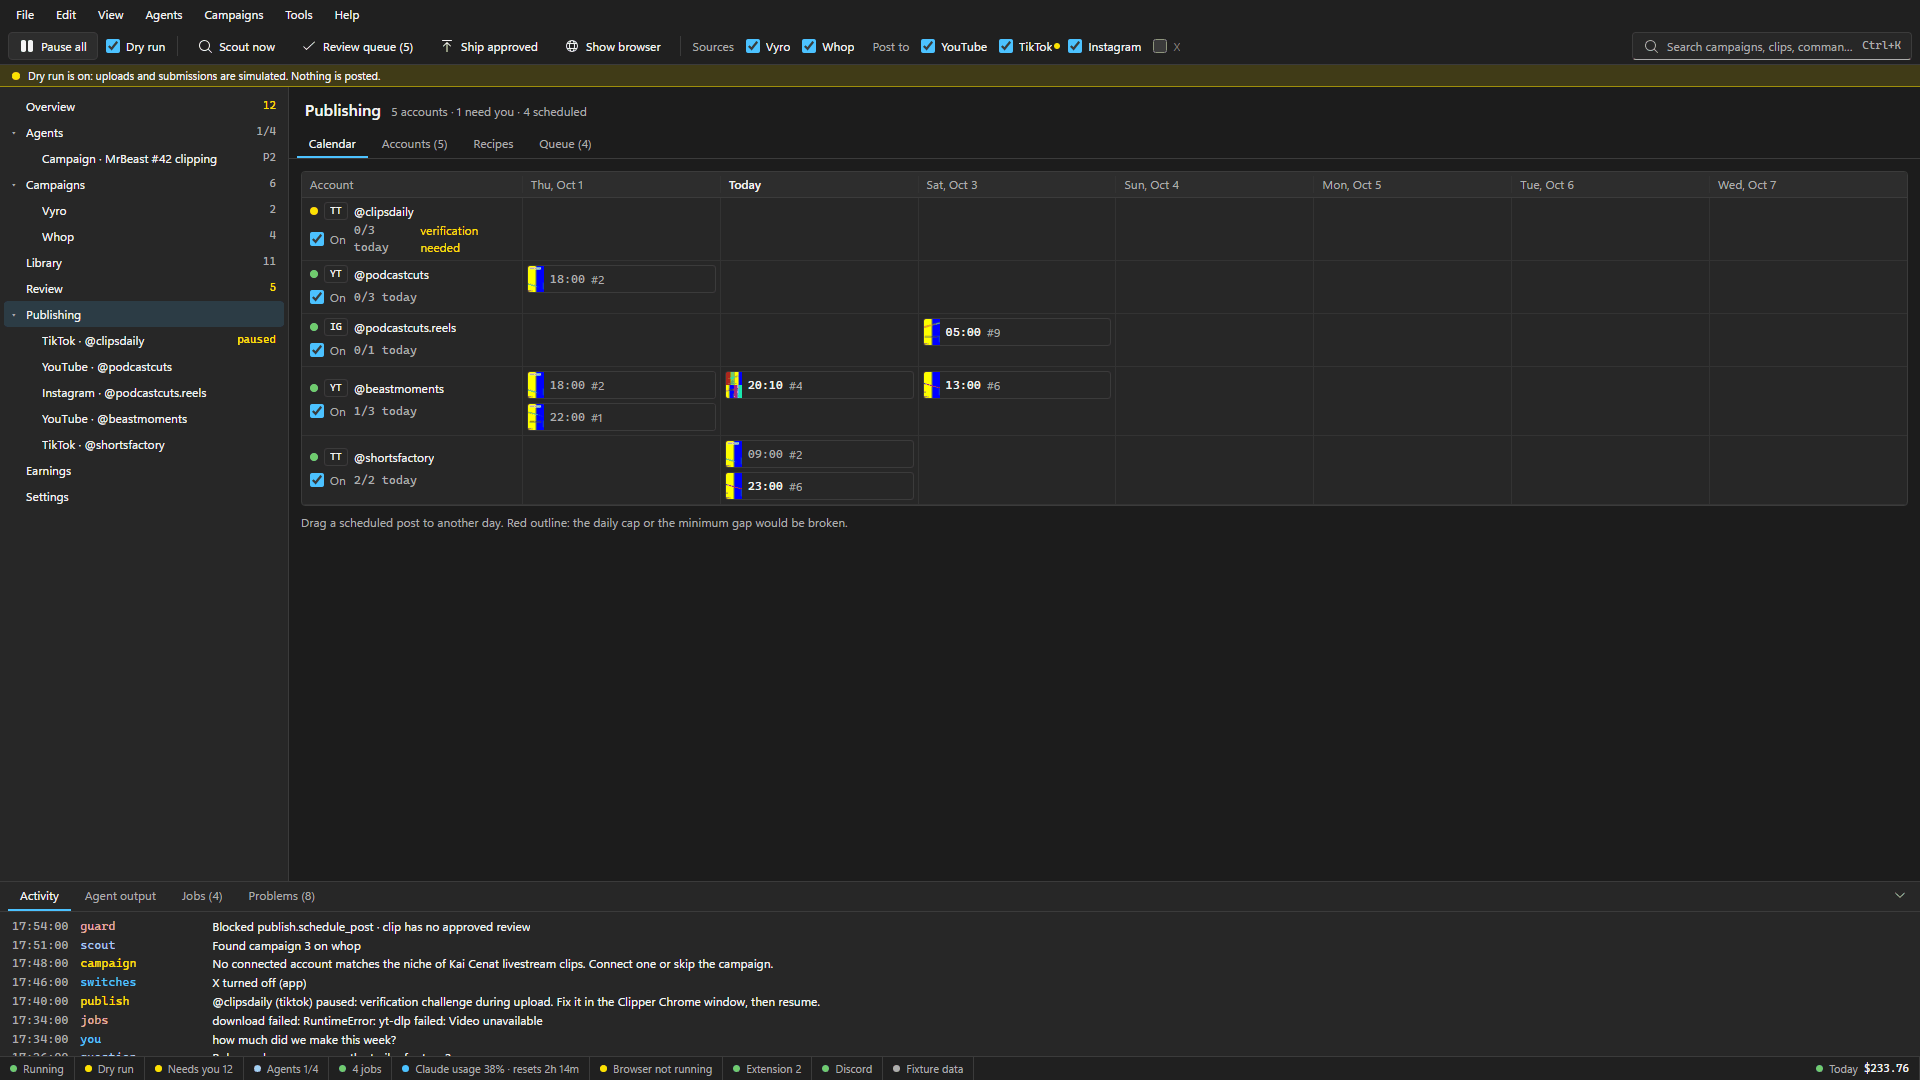 File Edit View Agents Campaigns Tools Help
Pause all Dry run Scout now Review queue (5) Ship approved Show browser Sources Vyro Whop Post to YouTube TikTok Instagram X Search campaigns, clips, comman... Ctrl+K
Dry run is on: uploads and submissions are simulated. Nothing is posted.
Overview 12
Agents 1/4
Campaign · MrBeast #42 clipping P2
Campaigns 6
Vyro 2
Whop 4
Library 11
Review 5
Publishing
TikTok · @clipsdaily paused
YouTube · @podcastcuts
Instagram · @podcastcuts.reels
YouTube · @beastmoments
TikTok · @shortsfactory
Earnings
Settings
Publishing 5 accounts · 1 need you · 4 scheduled
Calendar Accounts (5) Recipes Queue (4)
Account Thu, Oct 1 Today Sat, Oct 3 Sun, Oct 4 Mon, Oct 5 Tue, Oct 6 Wed, Oct 7
TT @clipsdaily
On 0/3 today verification needed
YT @podcastcuts
On 0/3 today
18:00 #2
IG @podcastcuts.reels
On 0/1 today
05:00 #9
YT @beastmoments
On 1/3 today
18:00 #2 20:10 #4 13:00 #6
22:00 #1
TT @shortsfactory
On 2/2 today
09:00 #2
23:00 #6
Drag a scheduled post to another day. Red outline: the daily cap or the minimum gap would be broken.
Activity Agent output Jobs (4) Problems (8)
17:54:00 guard Blocked publish.schedule_post · clip has no approved review
17:51:00 scout Found campaign 3 on whop
17:48:00 campaign No connected account matches the niche of Kai Cenat livestream clips. Connect one or skip the campaign.
17:46:00 switches X turned off (app)
17:40:00 publish @clipsdaily (tiktok) paused: verification challenge during upload. Fix it in the Clipper Chrome window, then resume.
17:34:00 jobs download failed: RuntimeError: yt-dlp failed: Video unavailable
17:34:00 you how much did we make this week?
Running Dry run Needs you 12 Agents 1/4 4 jobs Claude usage 38% · resets 2h 14m Browser not running Extension 2 Discord Fixture data Today $233.76